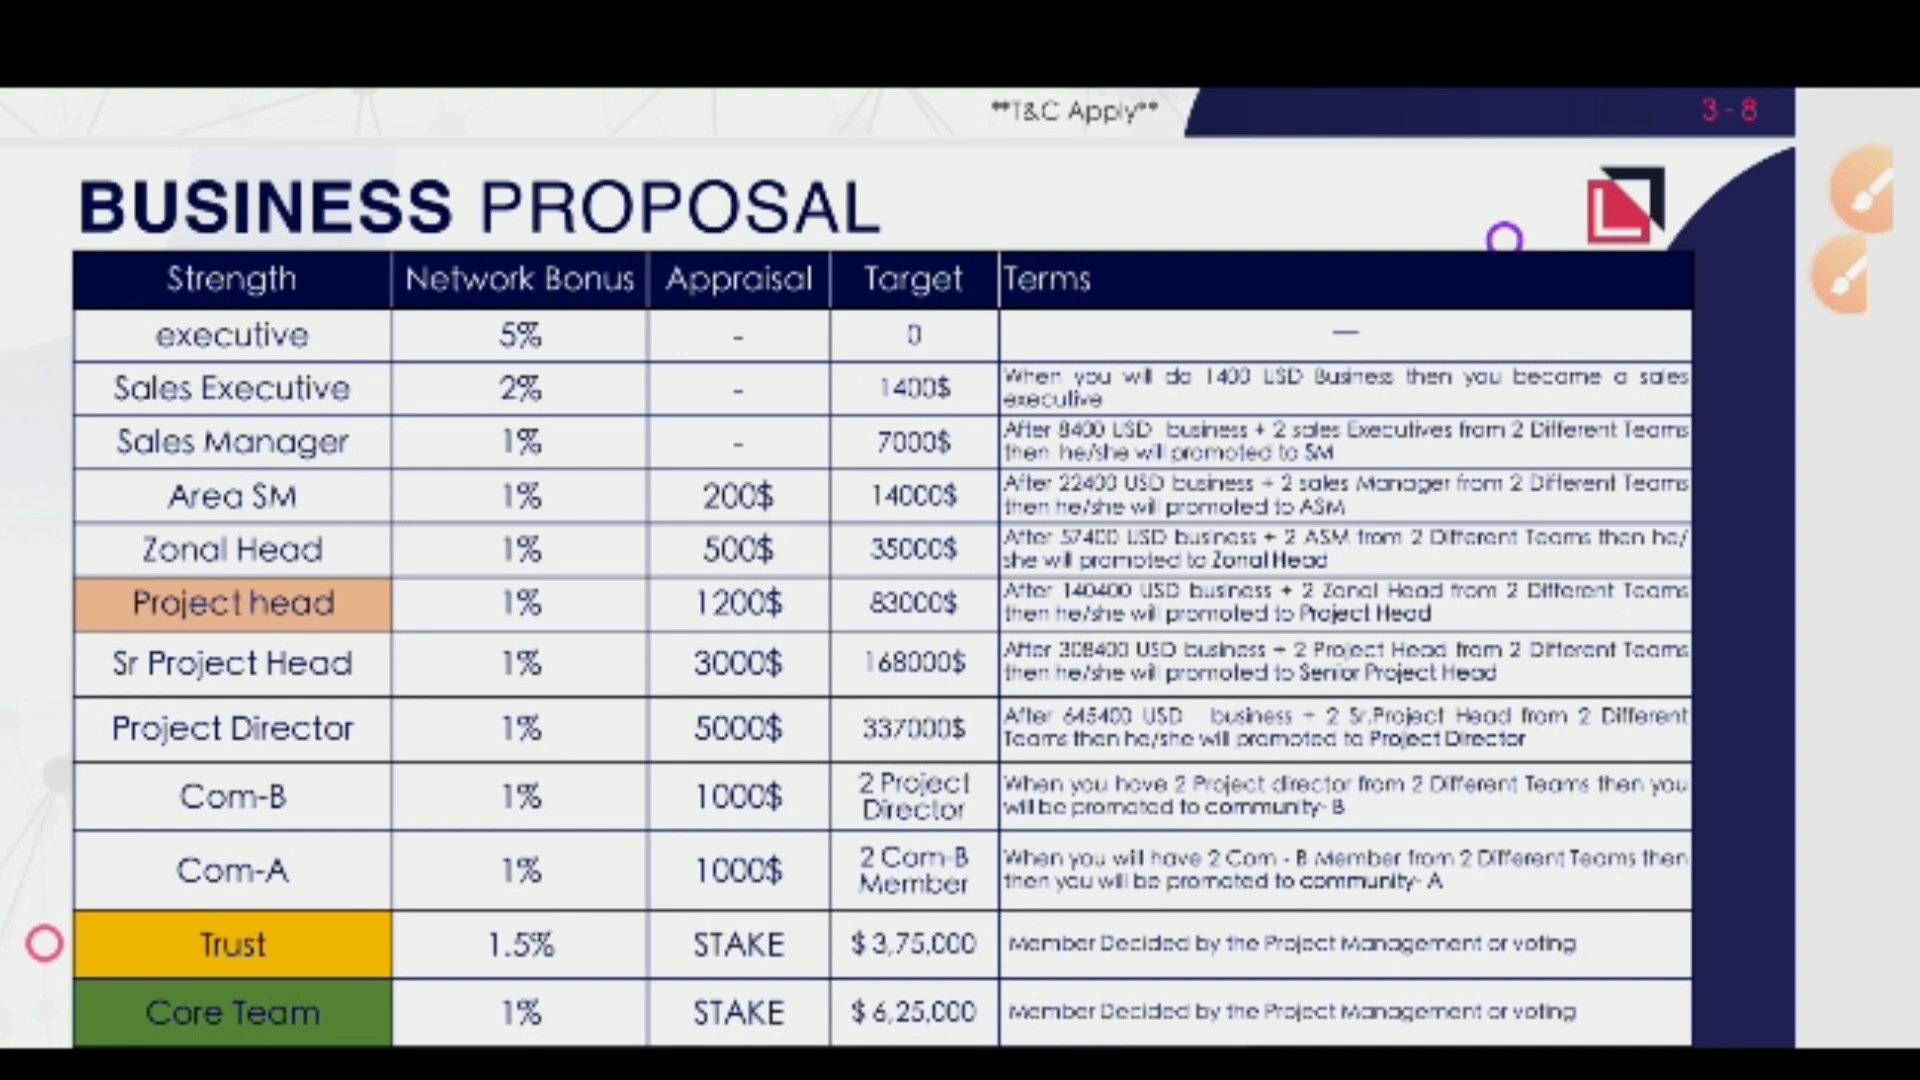 **T&C Apply**
3 - 8
BUSINESS PROPOSAL
Strength Network Bonus Appraisal Target Terms
executive 5% - 0 —
Sales Executive 2% - 1400$ When you will do 1400 USD Business then you became a sales
executive
Sales Manager 1% - 7000$ After 8400 USD business + 2 sales Executives from 2 Different Teams
then he/she will promoted to SM
Area SM 1% 200$ 14000$ After 22400 USD business + 2 sales Manager from 2 Different Teams
then he/she will promoted to ASM
Zonal Head 1% 500$ 35000$ After 57400 USD business + 2 ASM from 2 Different Teams then he/
she will promoted to Zonal Head
Project head 1% 1200$ 83000$ After 140400 USD business + 2 Zonal Head from 2 Different Teams
then he/she will promoted to Project Head
Sr Project Head 1% 3000$ 168000$ After 308400 USD business + 2 Project Head from 2 Different Teams
then he/she will promoted to Senior Project Head
Project Director 1% 5000$ 337000$ After 645400 USD business + 2 Sr.Project Head from 2 Different
Teams then he/she will promoted to Project Director
Com-B 1% 1000$ 2 Project
Director
When you have 2 Project director from 2 Different Teams then you
will be promoted to community- B
Com-A 1% 1000$ 2 Com-B
Member
When you will have 2 Com - B Member from 2 Different Teams then
then you will be promoted to community- A
Trust 1.5% STAKE $ 3,75,000 Member Decided by the Project Management or voting
Core Team 1% STAKE $ 6,25,000 Member Decided by the Project Management or voting